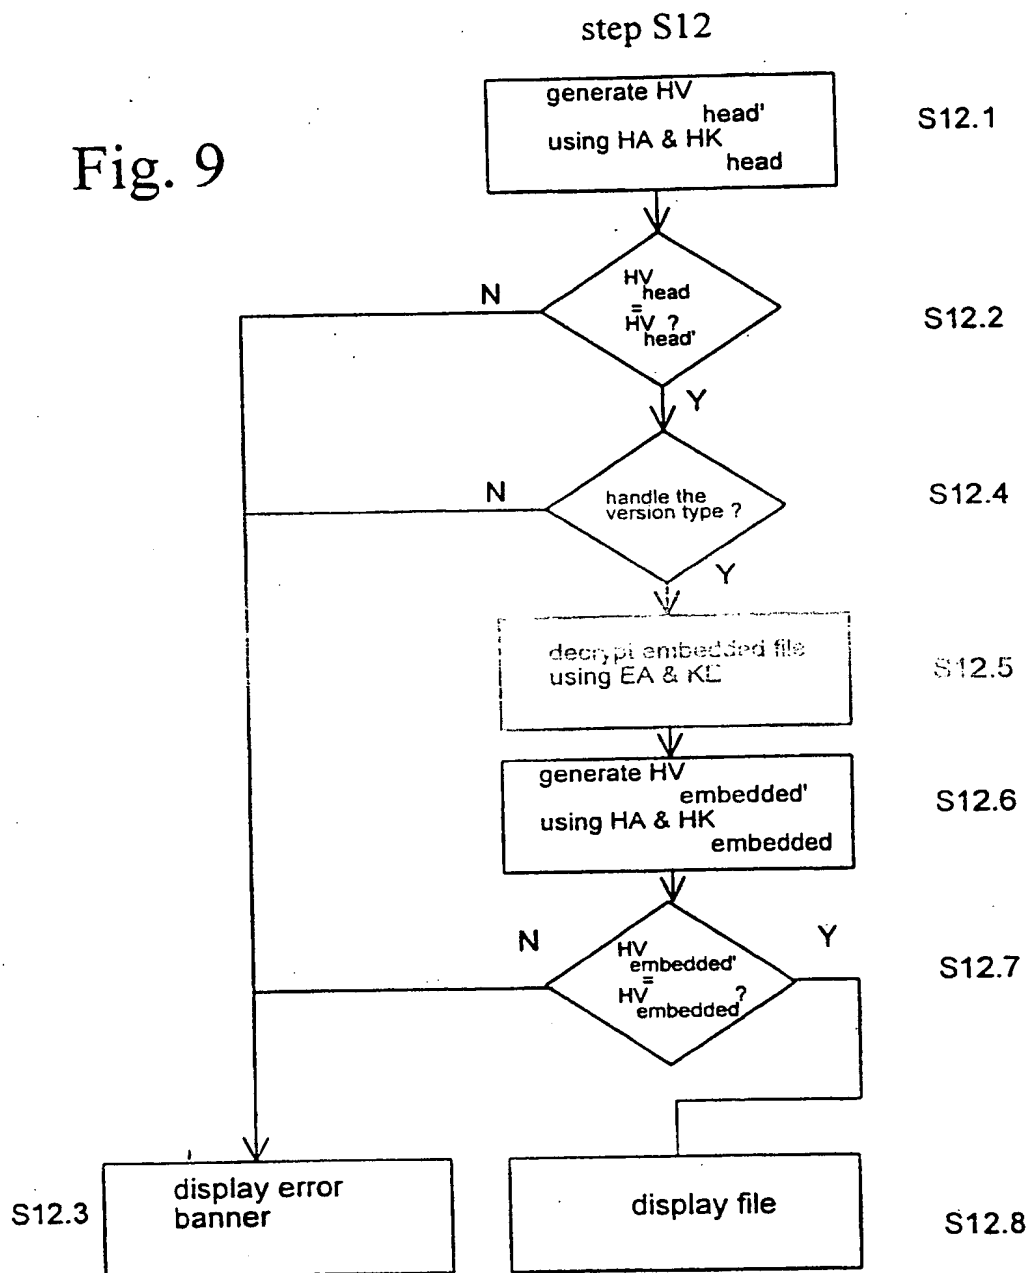 step S12
Fig. 9
generate HV
head'
using HA & HK
head
S12.1
HV
head
=
HV ?
head'
N
S12.2
Y
handle the
version type ?
N
S12.4
Y
decrypt embedded file
using EA &
S12.5
generate HV
embedded'
using HA & HK
embedded
S12.6
N
HV
embedded'
=
HV ?
embedded
Y
S12.7
S12.3
display error
banner
display file
S12.8